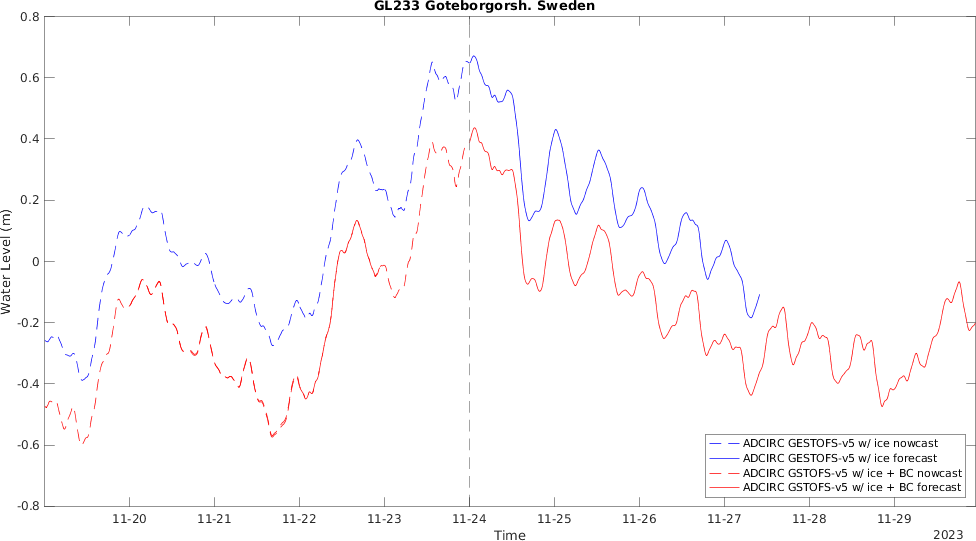 GL233 Goteborgorsh. Sweden
0.8
0.6
0.4
0.2
0
-0.2
-0.4
-0.6
-0.8
Water Level (m)
ADCIRC GESTOFS-v5 w/ ice nowcast
ADCIRC GESTOFS-v5 w/ ice forecast
ADCIRC GSTOFS-v5 w/ ice + BC nowcast
ADCIRC GSTOFS-v5 w/ ice + BC forecast
11-20 11-21 11-22 11-23 11-24 11-25 11-26 11-27 11-28 11-29
Time
2023